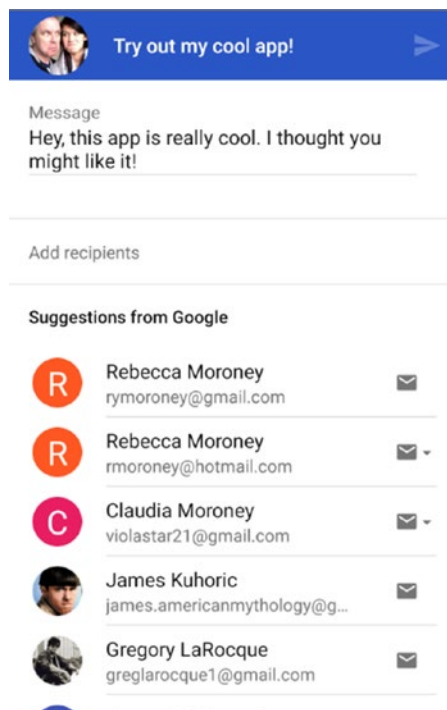 Try out my cool app!
Message
Hey, this app is really cool. I thought you
might like it!
Add recipients
Suggestions from Google
R
Rebecca Moroney
rymoroney@gmail.com
R
Rebecca Moroney
rmoroney@hotmail.com
C
Claudia Moroney
violastar21@gmail.com
James Kuhoric
james.americanmythology@g...
Gregory LaRocque
greglarocque1@gmail.com